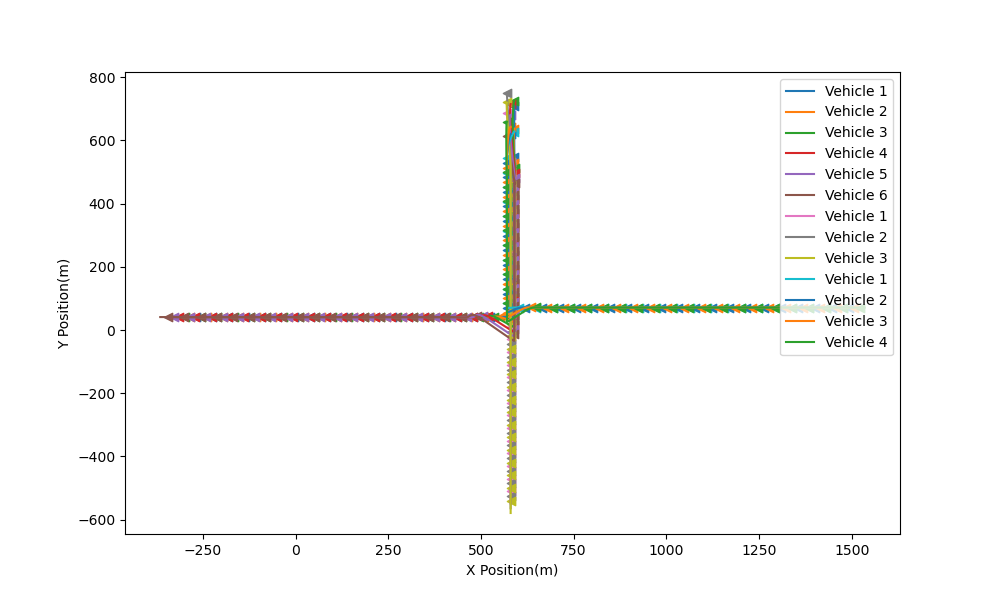 800
600
400
200
0
−200
−400
−600
Y Position(m)
−250
0
250
500
750
1000
1250
1500
X Position(m)
Vehicle 1
Vehicle 2
Vehicle 3
Vehicle 4
Vehicle 5
Vehicle 6
Vehicle 1
Vehicle 2
Vehicle 3
Vehicle 1
Vehicle 2
Vehicle 3
Vehicle 4